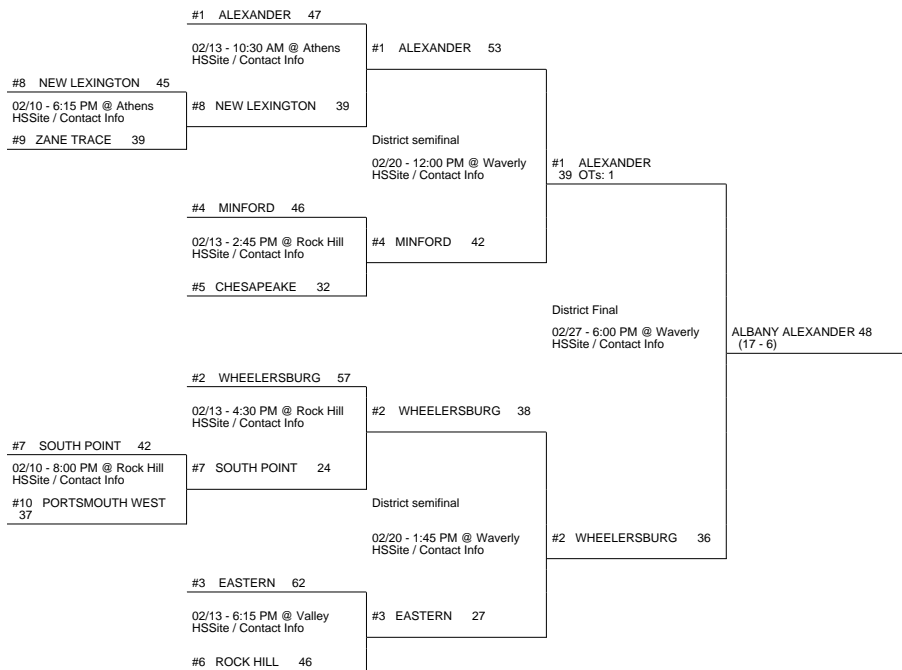 #1 ALEXANDER 47
02/13 - 10:30 AM @ Athens
HSSite / Contact Info
#1 ALEXANDER 53
#8 NEW LEXINGTON 45
02/10 - 6:15 PM @ Athens
HSSite / Contact Info
#8 NEW LEXINGTON 39
#9 ZANE TRACE 39
District semifinal
02/20 - 12:00 PM @ Waverly
HSSite / Contact Info
#1 ALEXANDER
39 OTs: 1
#4 MINFORD 46
02/13 - 2:45 PM @ Rock Hill
HSSite / Contact Info
#4 MINFORD 42
#5 CHESAPEAKE 32
District Final
02/27 - 6:00 PM @ Waverly
HSSite / Contact Info
ALBANY ALEXANDER 48
(17 - 6)
#2 WHEELERSBURG 57
02/13 - 4:30 PM @ Rock Hill
HSSite / Contact Info
#2 WHEELERSBURG 38
#7 SOUTH POINT 42
02/10 - 8:00 PM @ Rock Hill
HSSite / Contact Info
#7 SOUTH POINT 24
#10 PORTSMOUTH WEST
37
District semifinal
02/20 - 1:45 PM @ Waverly
HSSite / Contact Info
#2 WHEELERSBURG 36
#3 EASTERN 62
02/13 - 6:15 PM @ Valley
HSSite / Contact Info
#3 EASTERN 27
#6 ROCK HILL 46